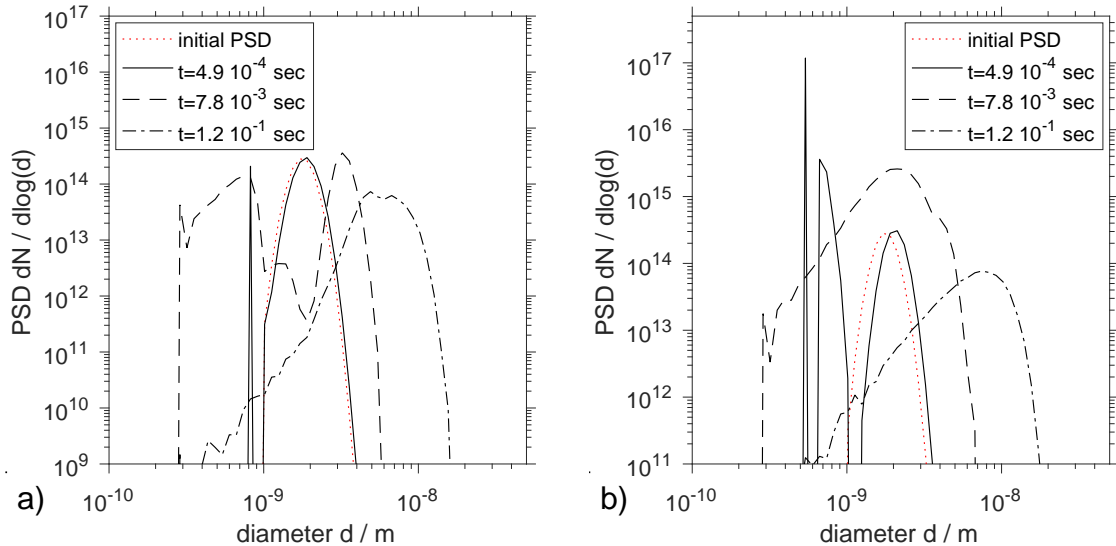 10^17
10^16
10^15
10^14
10^13
10^12
10^11
10^10
10^9
PSD dN / dlog(d)
initial PSD
t=4.9 10^-4 sec
t=7.8 10^-3 sec
t=1.2 10^-1 sec
10^-10
10^-9
10^-8
diameter d / m
a)
10^17
10^16
10^15
10^14
10^13
10^12
10^11
PSD dN / dlog(d)
initial PSD
t=4.9 10^-4 sec
t=7.8 10^-3 sec
t=1.2 10^-1 sec
10^-10
10^-9
10^-8
diameter d / m
b)